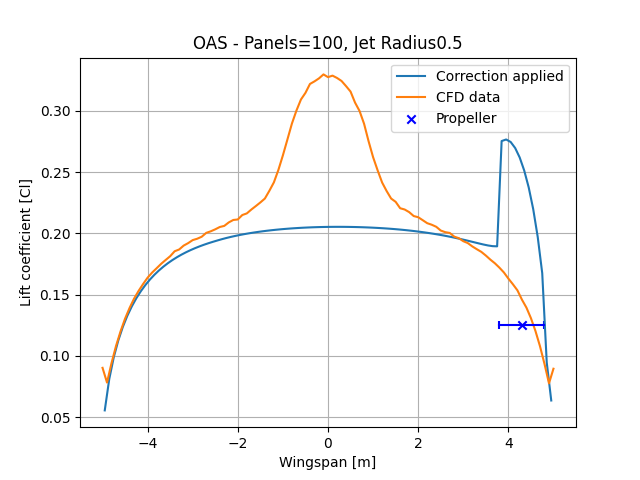 OAS - Panels=100, Jet Radius0.5
Correction applied
CFD data
Propeller
Lift coefficient [Cl]
0.30
0.25
0.20
0.15
0.10
0.05
−4
−2
0
2
4
Wingspan [m]